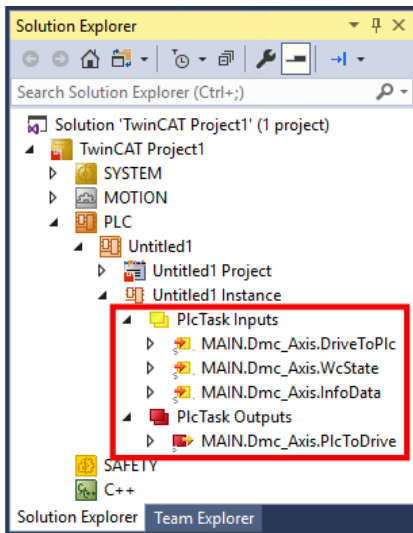 Solution Explorer
Search Solution Explorer (Ctrl+;)
Solution 'TwinCAT Project1' (1 project)
TwinCAT Project1
SYSTEM
MOTION
PLC
Untitled1
Untitled1 Project
Untitled1 Instance
PlcTask Inputs
MAIN.Dmc_Axis.DriveToPlc
MAIN.Dmc_Axis.WcState
MAIN.Dmc_Axis.InfoData
PlcTask Outputs
MAIN.Dmc_Axis.PlcToDrive
SAFETY
C++
Solution Explorer Team Explorer